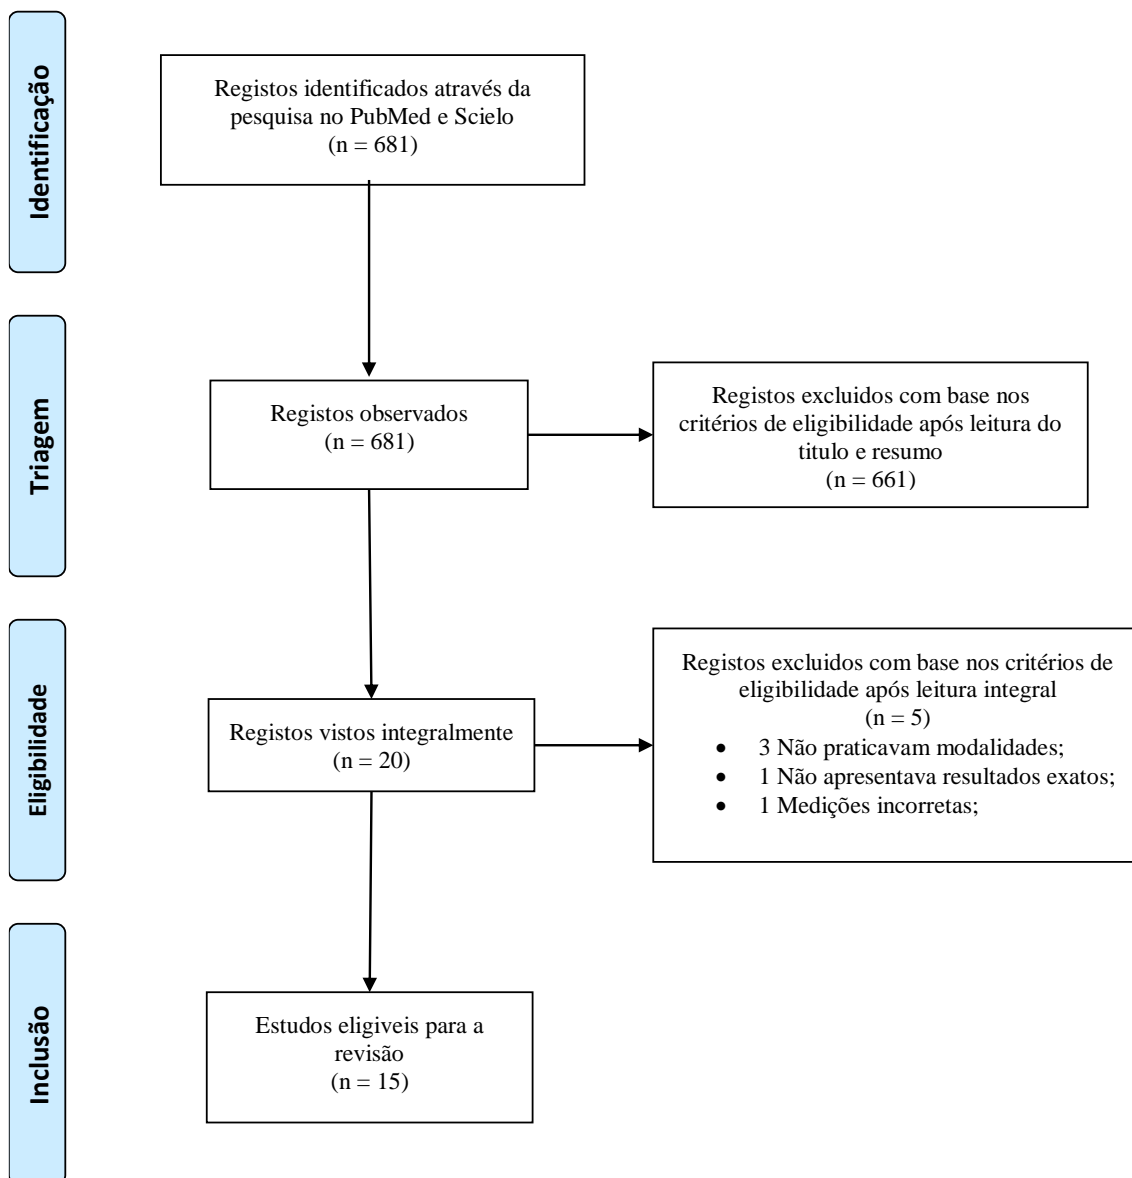 Identificação
Registos identificados através da
pesquisa no PubMed e Scielo
(n = 681)
Triagem
Registos observados
(n = 681)
Registos excluidos com base nos
critérios de eligibilidade após leitura do
titulo e resumo
(n = 661)
Eligibilidade
Registos vistos integralmente
(n = 20)
Registos excluidos com base nos critérios de
eligibilidade após leitura integral
(n = 5)
• 3 Não praticavam modalidades;
• 1 Não apresentava resultados exatos;
• 1 Medições incorretas;
Inclusão
Estudos eligiveis para a
revisão
(n = 15)